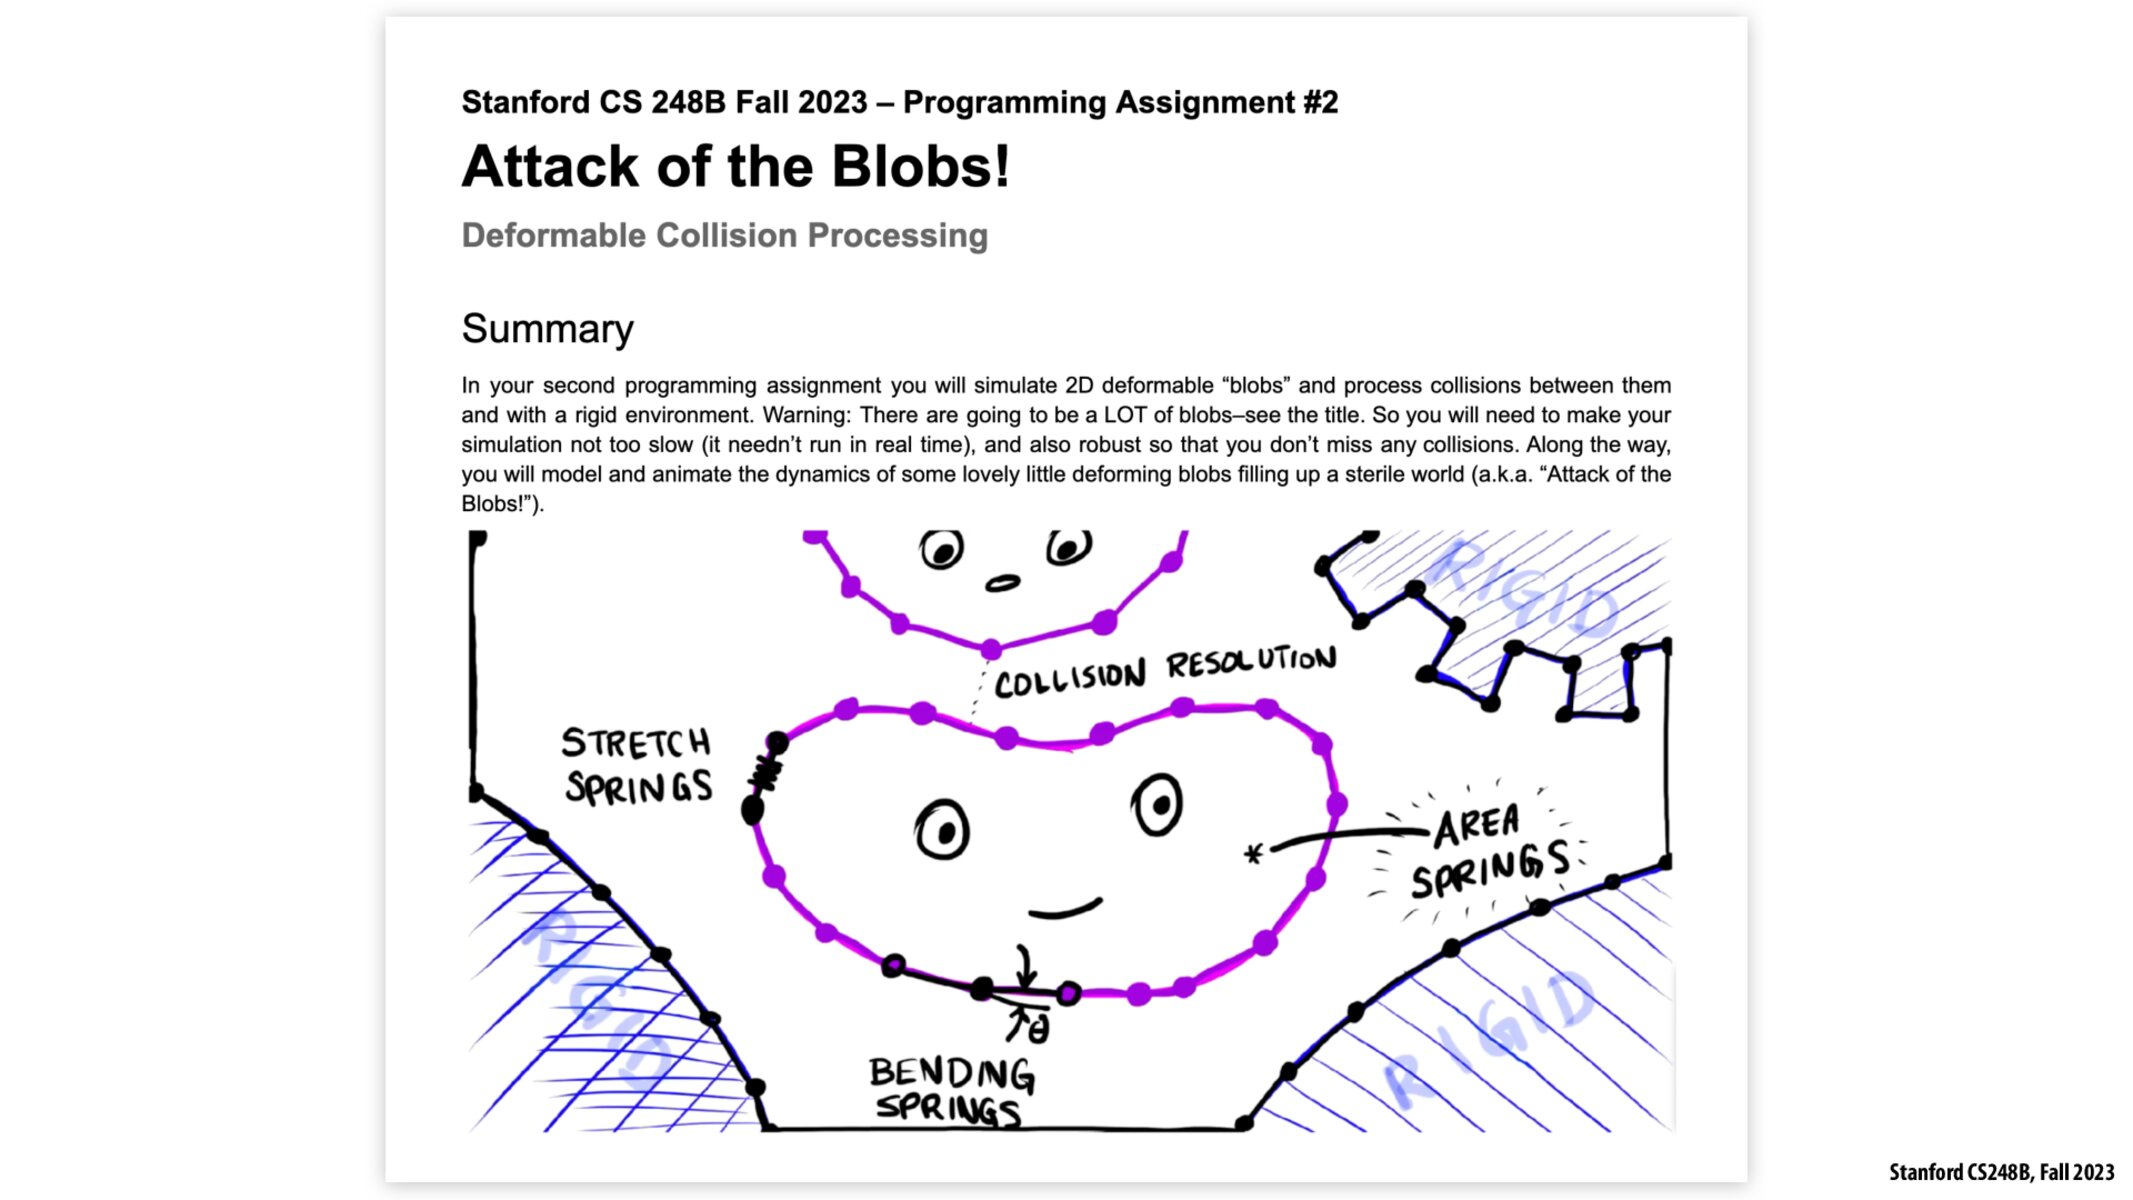 Stanford CS 248B Fall 2023 – Programming Assignment #2
Attack of the Blobs!
Deformable Collision Processing
Summary
In your second programming assignment you will simulate 2D deformable “blobs” and process collisions between them
and with a rigid environment. Warning: There are going to be a LOT of blobs–see the title. So you will need to make your
simulation not too slow (it needn’t run in real time), and also robust so that you don’t miss any collisions. Along the way,
you will model and animate the dynamics of some lovely little deforming blobs filling up a sterile world (a.k.a. “Attack of the
Blobs!”).
RIGID
COLLISION RESOLUTION
STRETCH
SPRINGS
AREA
SPRINGS
RIGID
RIGID
θ
BENDING
SPRINGS
Stanford CS248B, Fall 2023